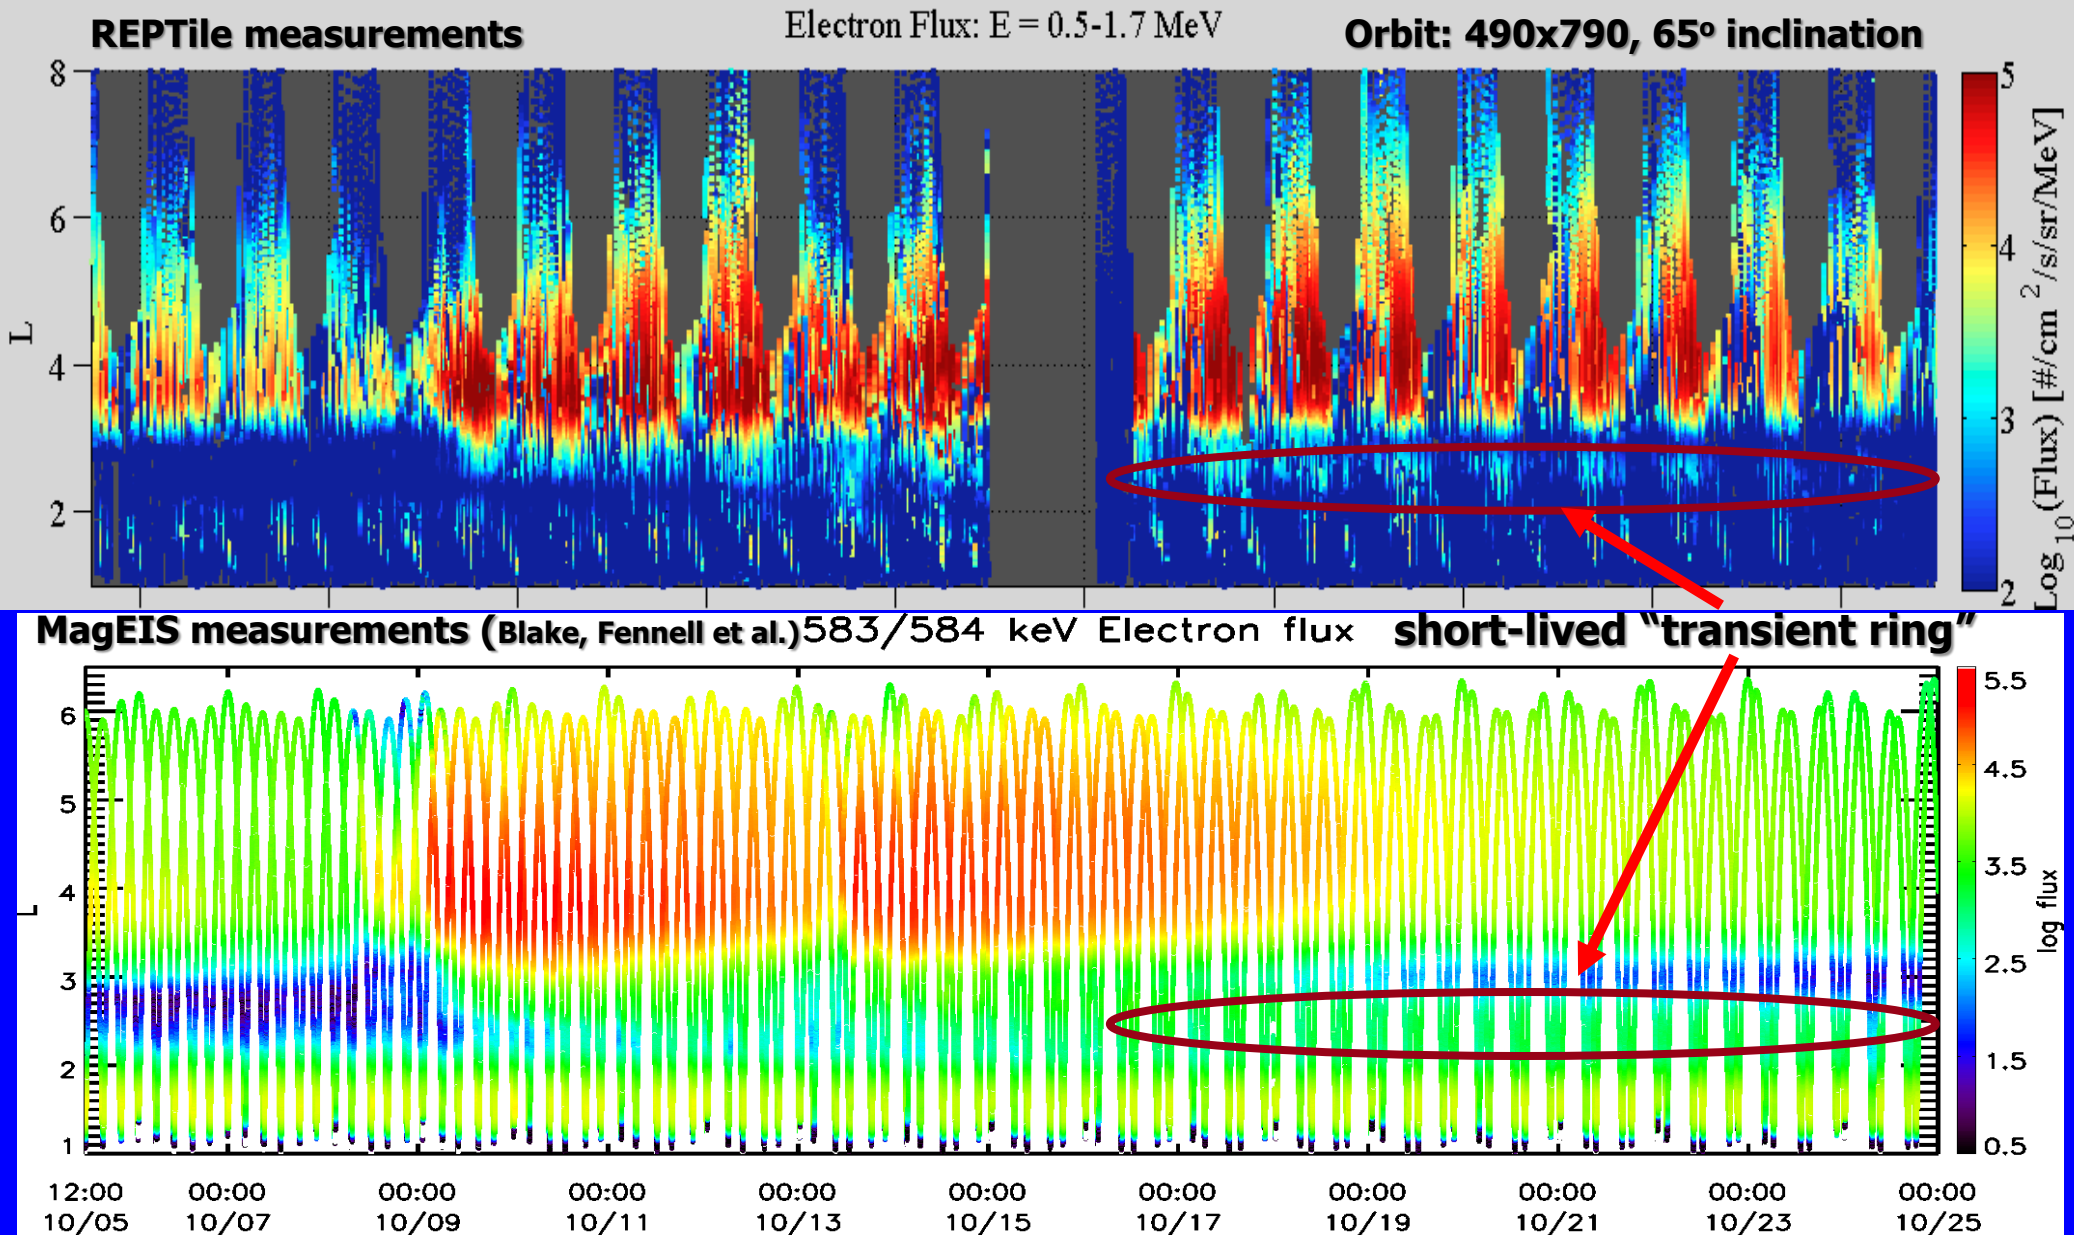 REPTile measurements
Electron Flux: E = 0.5-1.7 MeV
Orbit: 490x790, 65o inclination
8
6
4
2
L
5
4
3
2
Log 10 (Flux) [#/cm 2 /s/sr/MeV]
MagEIS measurements (Blake, Fennell et al.)
583/584 keV Electron flux
short-lived “transient ring”
6
5
4
3
2
1
L
5.5
4.5
3.5
2.5
1.5
0.5
log flux
12:00 00:00 00:00 00:00 00:00 00:00 00:00 00:00 00:00 00:00 00:00
10/05 10/07 10/09 10/11 10/13 10/15 10/17 10/19 10/21 10/23 10/25